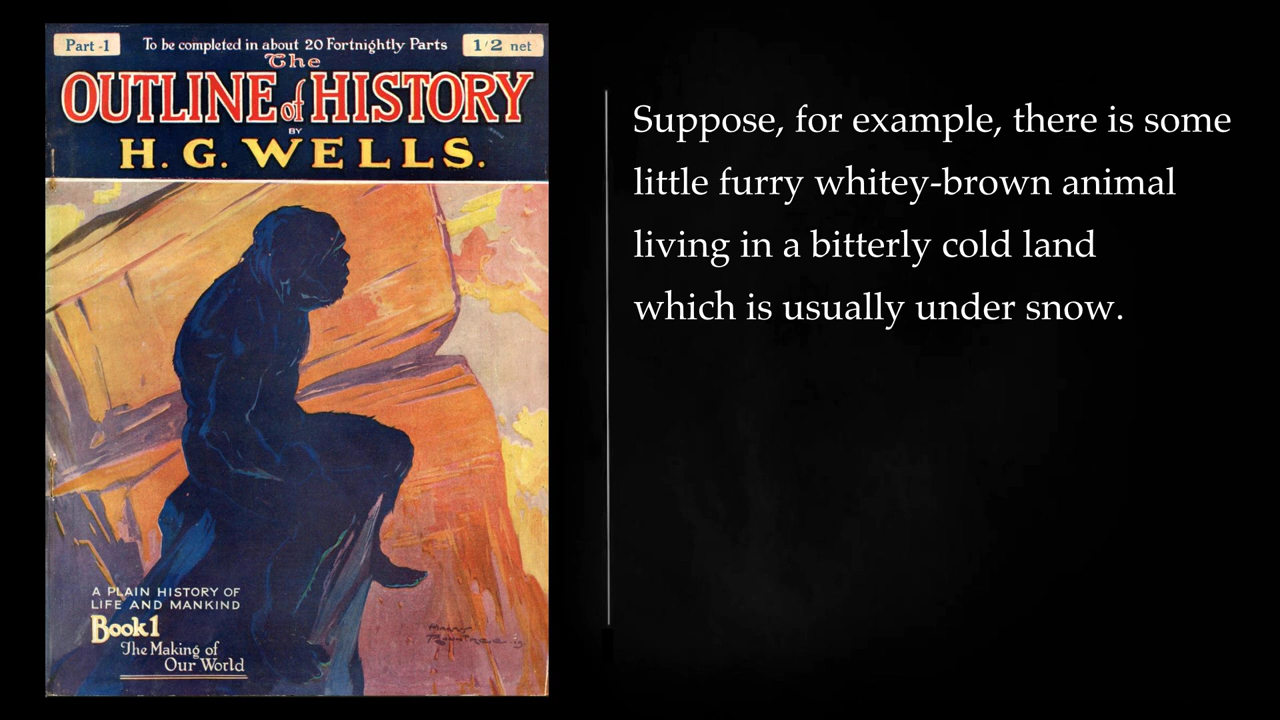 Part -1
To be completed in about 20 Fortnightly Parts
1/2 net
The
OUTLINE of HISTORY
BY
H. G. WELLS.
A PLAIN HISTORY OF
LIFE AND MANKIND
Book 1
The Making of
Our World
Suppose, for example, there is some
little furry whitey-brown animal
living in a bitterly cold land
which is usually under snow.